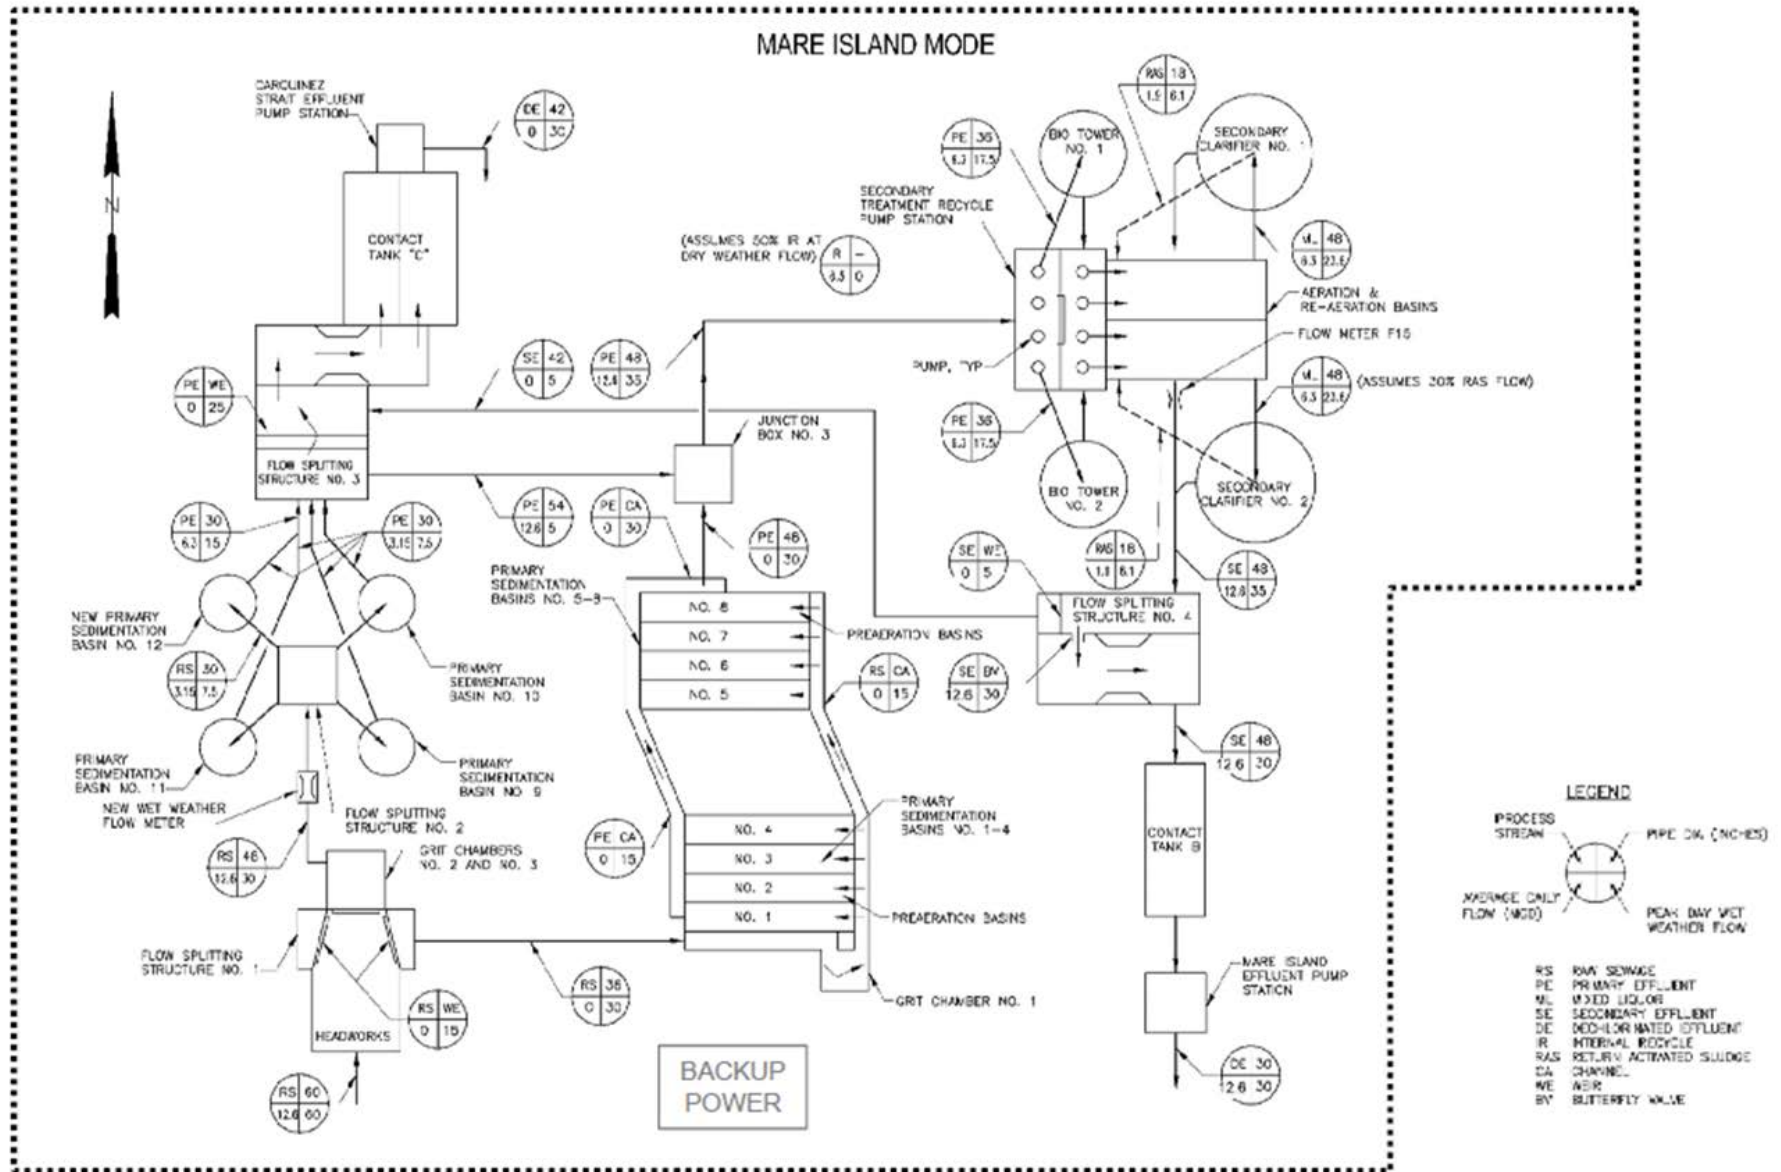 MARE ISLAND MODE
CARQUINEZ
STRAIT EFFLUENT
PUMP STATION
DE 42
0 30
N
CONTACT
TANK "C"
RAS 18
1.9 6.1
BIO TOWER
NO. 1
SECONDARY
CLARIFIER NO. 1
PE 36
6.3 17.5
SECONDARY
TREATMENT RECYCLE
PUMP STATION
(ASSUMES 50% IR AT
DRY WEATHER FLOW)
R -
6.5 0
ML 48
6.3 23.6
AERATION &
RE-AERATION BASINS
FLOW METER F15
PUMP, TYP
ML 48
6.3 23.6
(ASSUMES 30% RAS FLOW)
PE WE
0 25
SE 42
0 5
PE 48
12.6 35
PE 36
6.3 17.5
JUNCTION
BOX NO. 3
FLOW SPLITTING
STRUCTURE NO. 3
BIO TOWER
NO. 2
SECONDARY
CLARIFIER NO. 2
PE 30
6.3 15
PE 30
3.15 7.5
PE 54
12.6 5
PE CA
0 30
PE 48
0 30
SE WE
0 5
RAS 18
1.9 6.1
SE 48
12.6 35
PRIMARY
SEDIMENTATION
BASINS NO. 5-8
NEW PRIMARY
SEDIMENTATION
BASIN NO. 12
RS 30
3.15 7.5
PRIMARY
SEDIMENTATION
BASIN NO. 10
NO. 8
NO. 7
NO. 6
NO. 5
PREAERATION BASINS
RS CA
0 15
FLOW SPLITTING
STRUCTURE NO. 4
SE BV
12.6 30
PRIMARY
SEDIMENTATION
BASIN NO. 11
PRIMARY
SEDIMENTATION
BASIN NO 9
NEW WET WEATHER
FLOW METER
FLOW SPLITTING
STRUCTURE NO. 2
SE 48
12.6 30
RS 48
12.6 30
GRIT CHAMBERS
NO. 2 AND NO. 3
PE CA
0 15
NO. 4
NO. 3
NO. 2
NO. 1
PRIMARY
SEDIMENTATION
BASINS NO. 1-4
PREAERATION BASINS
CONTACT
TANK B
FLOW SPLITTING
STRUCTURE NO. 1
HEADWORKS
RS WE
0 15
RS 36
0 30
GRIT CHAMBER NO. 1
MARE ISLAND
EFFLUENT PUMP
STATION
RS 60
12.6 60
BACKUP
POWER
DE 30
12.6 30
LEGEND
PROCESS
STREAM
PIPE DIA. (INCHES)
AVERAGE DAILY
FLOW (MGD)
PEAK DAY WET
WEATHER FLOW
RS RAW SEWAGE
PE PRIMARY EFFLUENT
ML MIXED LIQUOR
SE SECONDARY EFFLUENT
DE DECHLORINATED EFFLUENT
IR INTERNAL RECYCLE
RAS RETURN ACTIVATED SLUDGE
CA CHANNEL
WE WEIR
BV BUTTERFLY VALVE